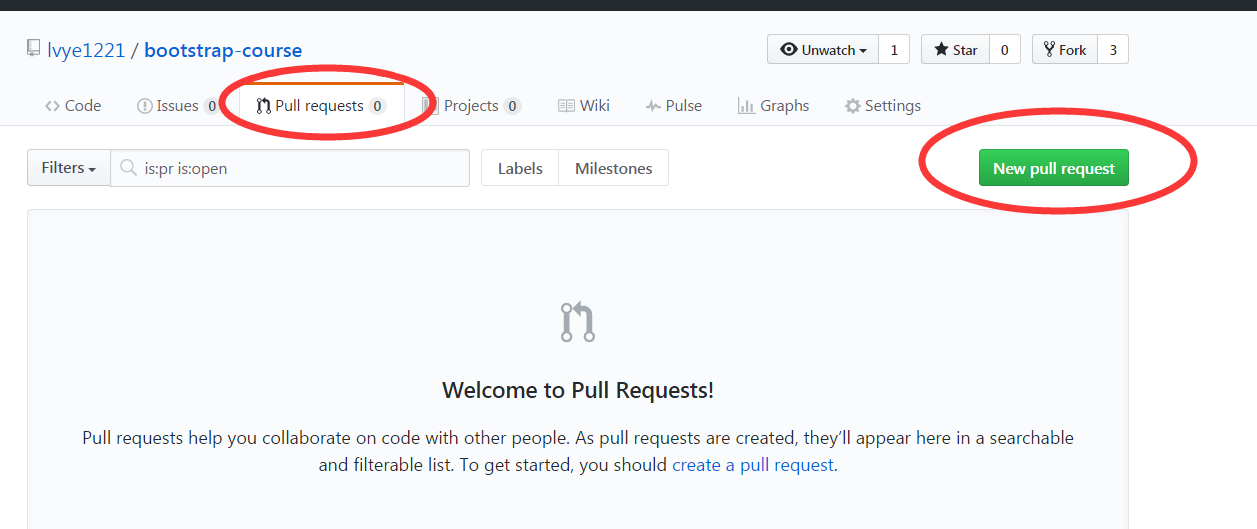 lvye1221 / bootstrap-course
Unwatch 1 Star 0 Fork 3
Code Issues 0 Pull requests 0 Projects 0 Wiki Pulse Graphs Settings
Filters is:pr is:open Labels Milestones New pull request
Welcome to Pull Requests!
Pull requests help you collaborate on code with other people. As pull requests are created, they’ll appear here in a searchable
and filterable list. To get started, you should create a pull request.